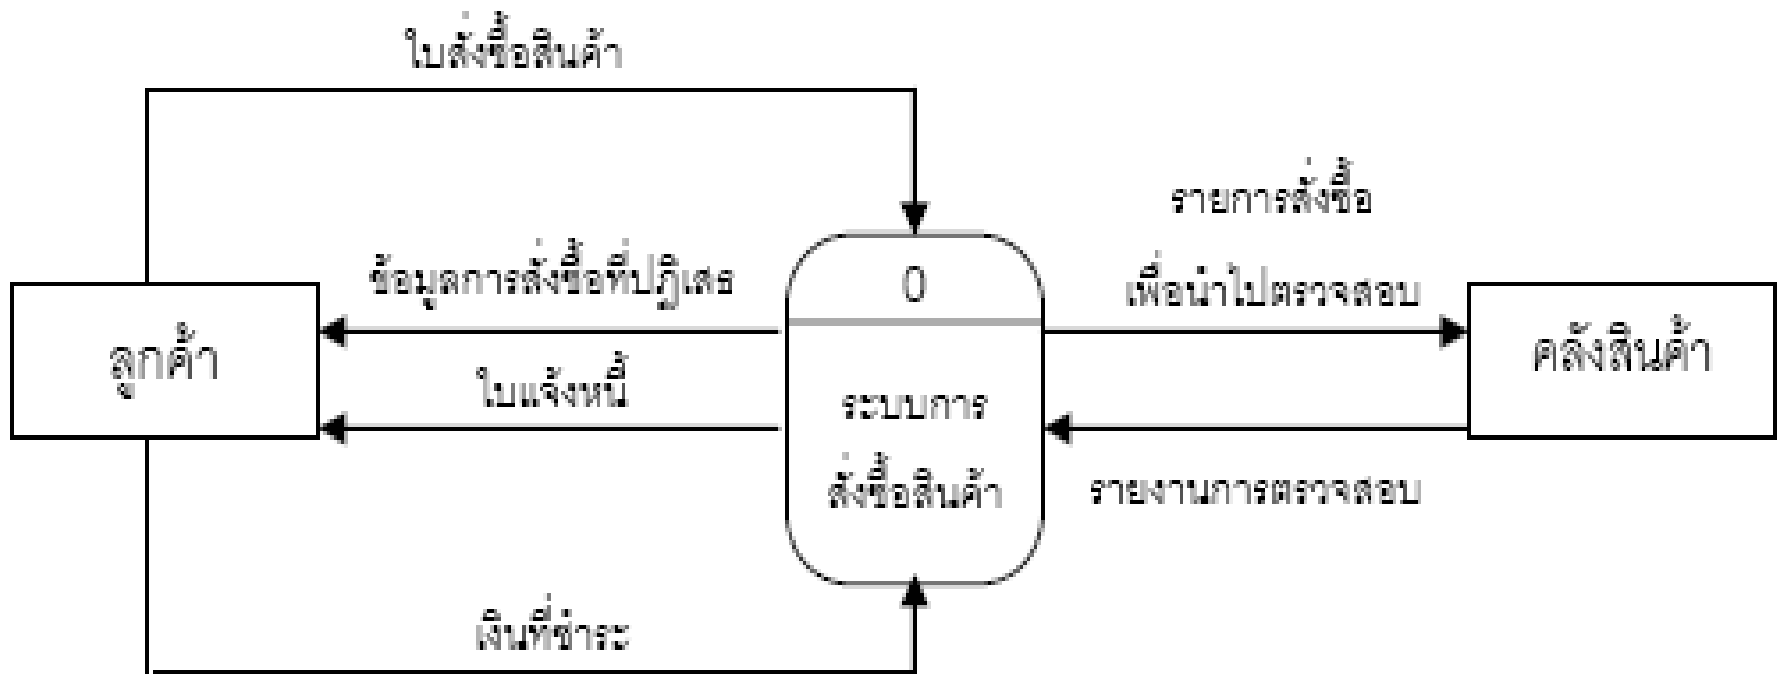 ใบสั่งซื้อสินค้า
รายการสั่งซื้อ
เพื่อนำไปตรวจสอบ
ข้อมูลการสั่งซื้อที่ปฏิเสธ
0
ลูกค้า
คลังสินค้า
ใบแจ้งหนี้
ระบบการ
สั่งซื้อสินค้า
รายงานการตรวจสอบ
เงินที่ชำระ